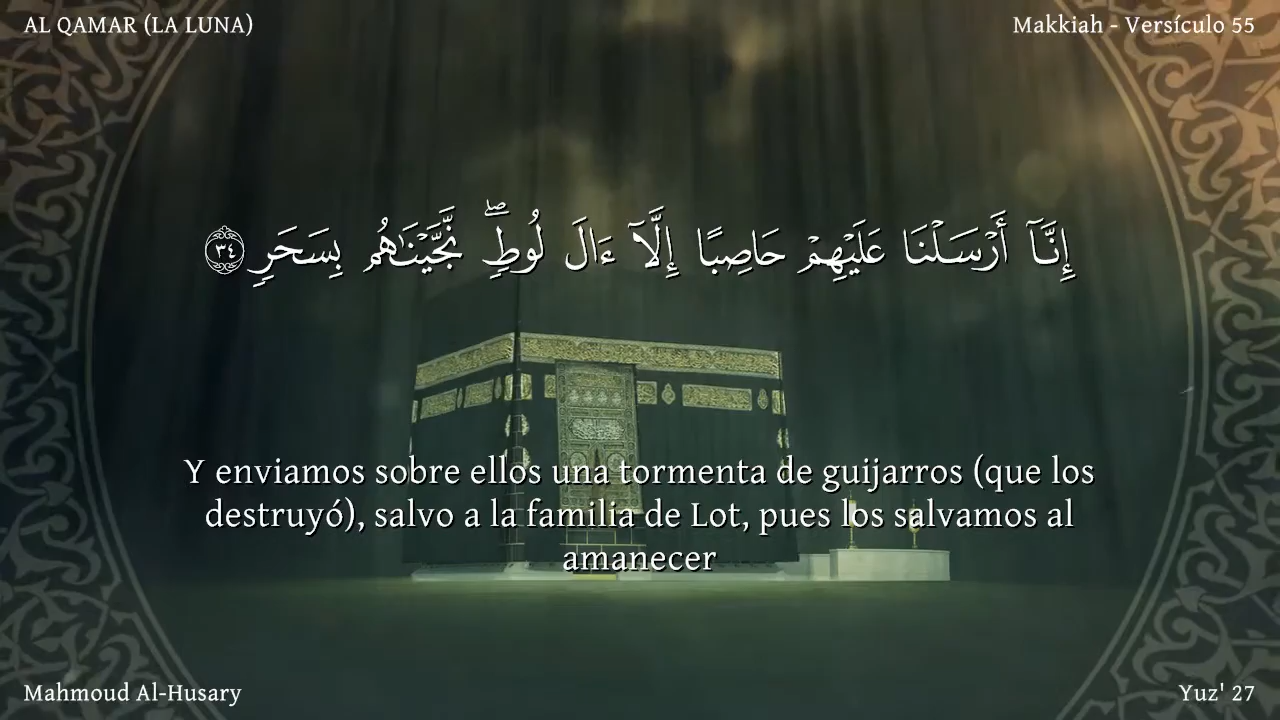 AL QAMAR (LA LUNA)
Makkiah - Versículo 55
إِنَّآ أَرْسَلْنَا عَلَيْهِمْ حَاصِبًا إِلَّآ ءَالَ لُوطٍۖ نَّجَّيْنَٰهُم بِسَحَرٍ ٣٤
Y enviamos sobre ellos una tormenta de guijarros (que los
destruyó), salvo a la familia de Lot, pues los salvamos al
amanecer
Mahmoud Al-Husary
Yuz' 27